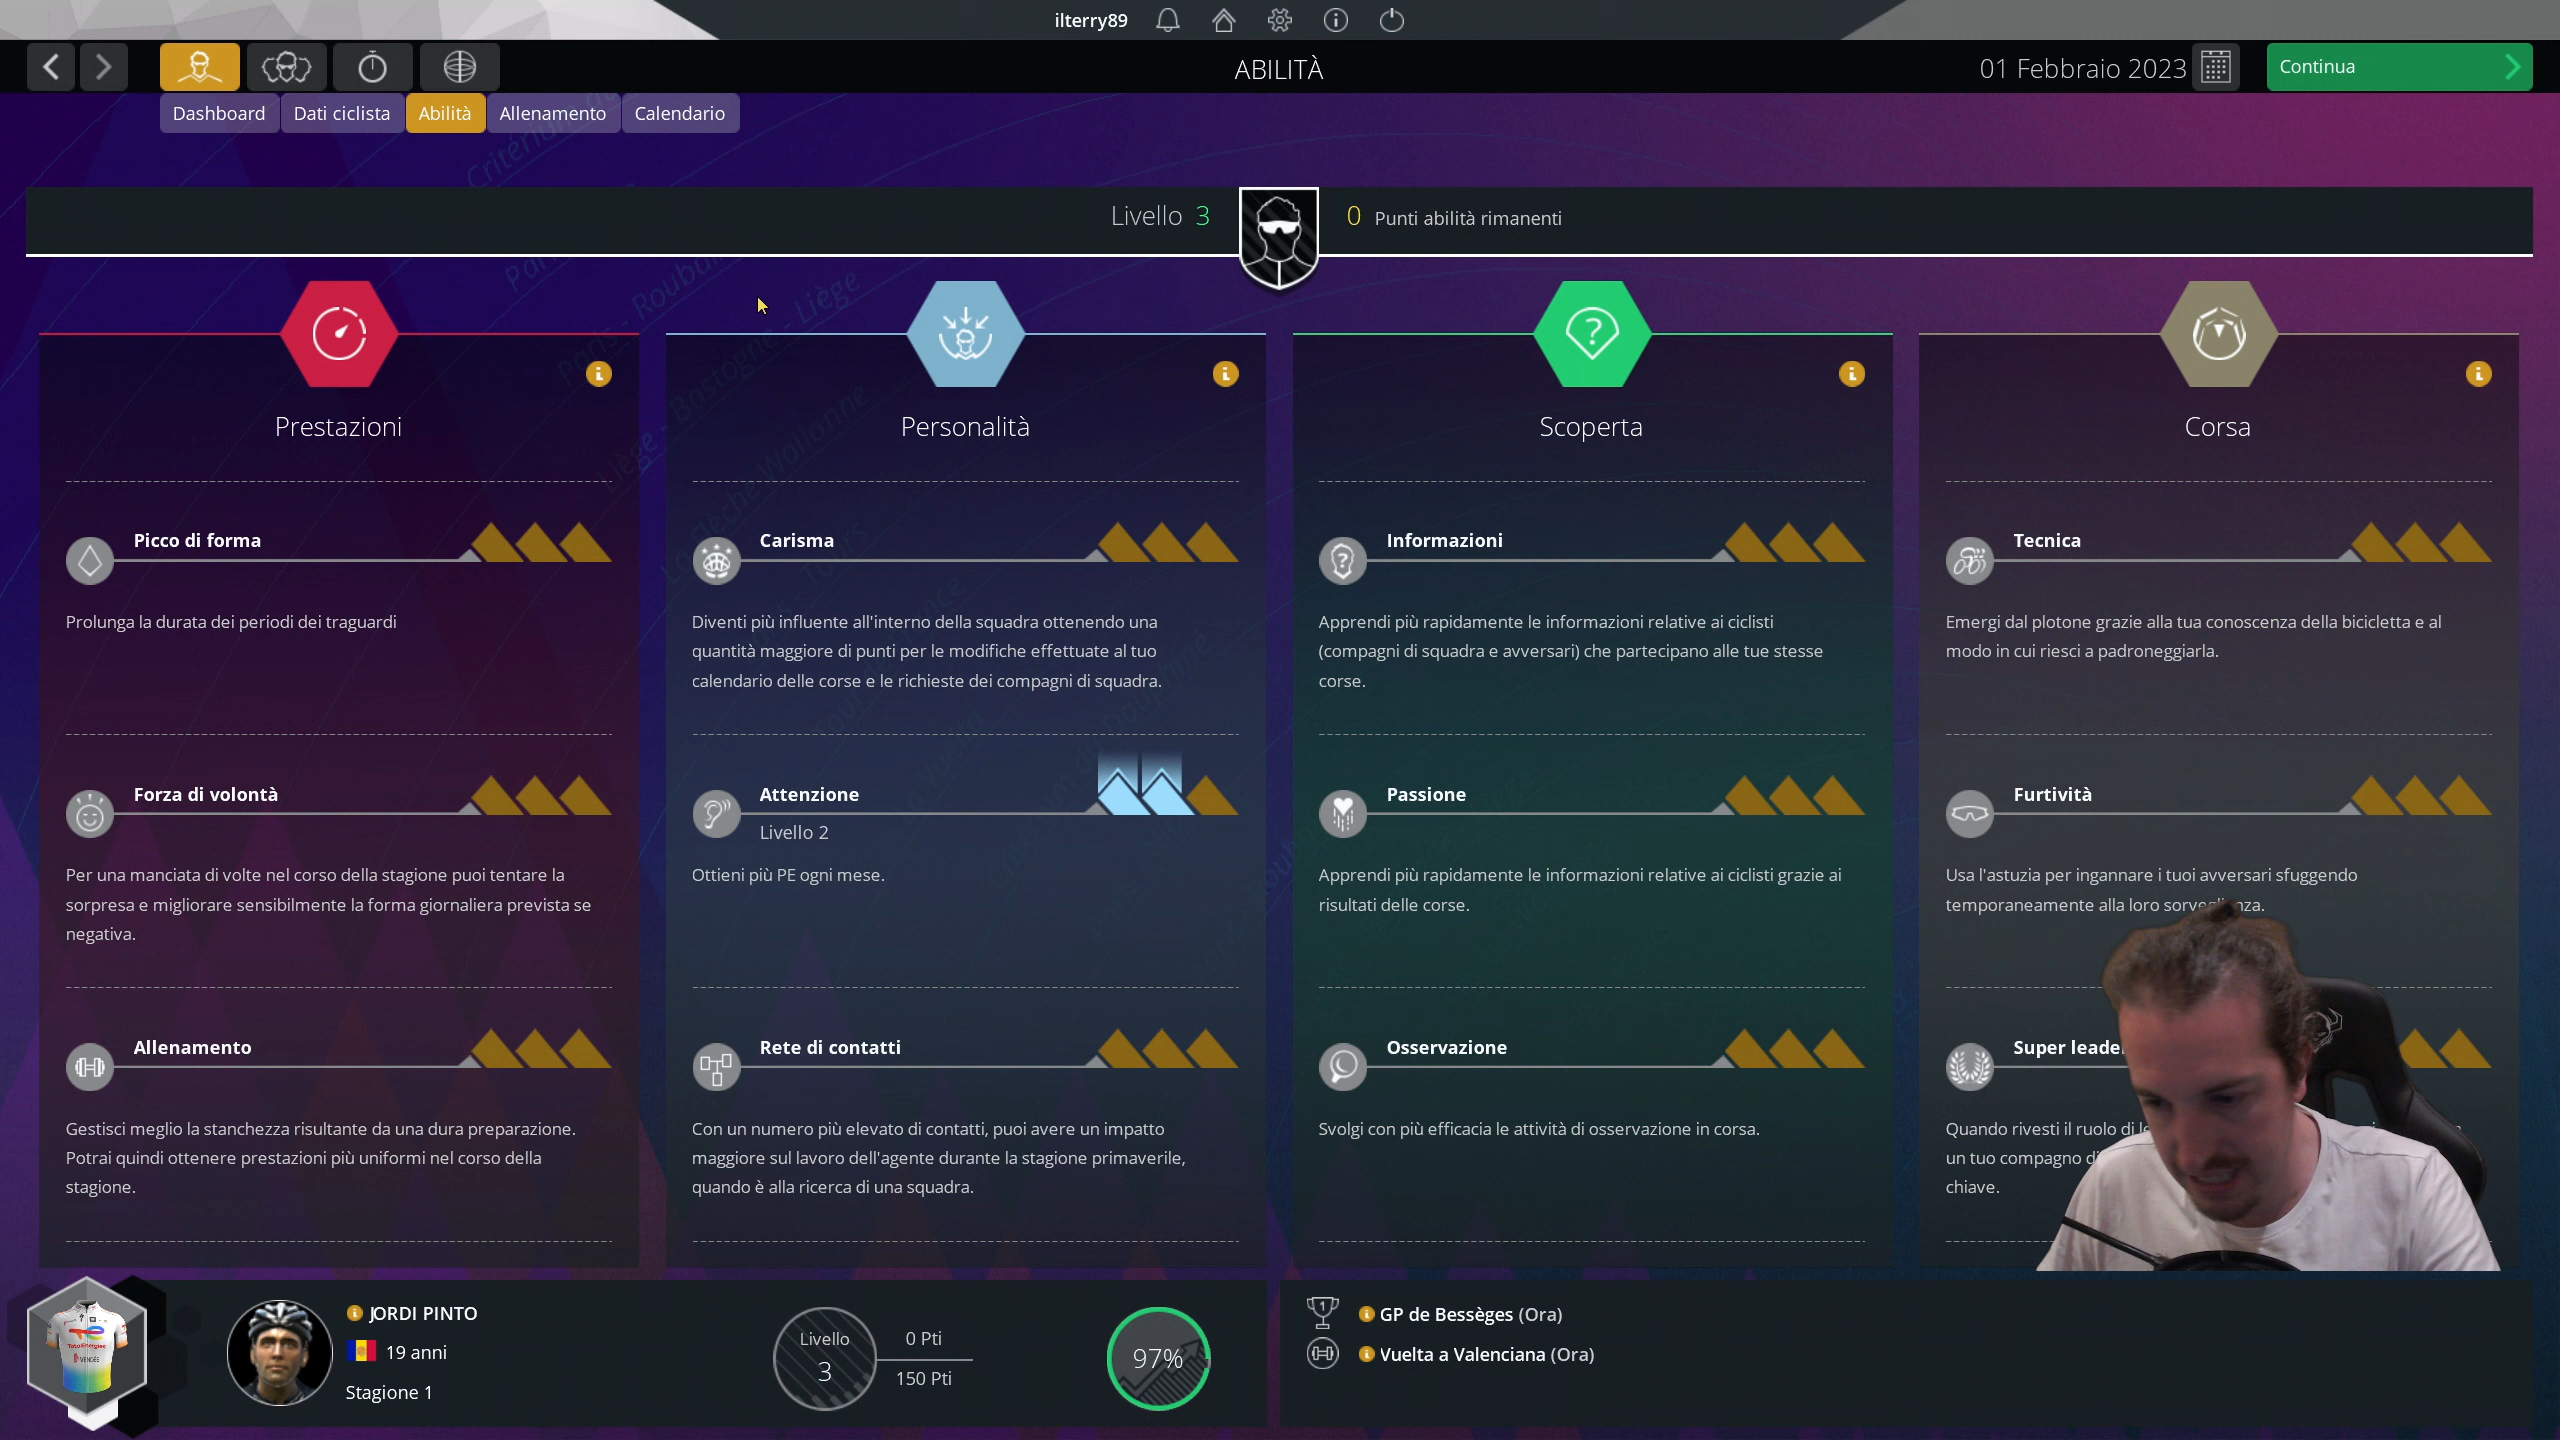 ilterry89
ABILITÀ
01 Febbraio 2023
Continua
Dashboard
Dati ciclista
Abilità
Allenamento
Calendario
Livello 3
0 Punti abilità rimanenti
Prestazioni
Picco di forma
Prolunga la durata dei periodi dei traguardi
Forza di volontà
Per una manciata di volte nel corso della stagione puoi tentare la
sorpresa e migliorare sensibilmente la forma giornaliera prevista se
negativa.
Allenamento
Gestisci meglio la stanchezza risultante da una dura preparazione.
Potrai quindi ottenere prestazioni più uniformi nel corso della
stagione.
Personalità
Carisma
Diventi più influente all'interno della squadra ottenendo una
quantità maggiore di punti per le modifiche effettuate al tuo
calendario delle corse e le richieste dei compagni di squadra.
Attenzione
Livello 2
Ottieni più PE ogni mese.
Rete di contatti
Con un numero più elevato di contatti, puoi avere un impatto
maggiore sul lavoro dell'agente durante la stagione primaverile,
quando è alla ricerca di una squadra.
Scoperta
Informazioni
Apprendi più rapidamente le informazioni relative ai ciclisti
(compagni di squadra e avversari) che partecipano alle tue stesse
corse.
Passione
Apprendi più rapidamente le informazioni relative ai ciclisti grazie ai
risultati delle corse.
Osservazione
Svolgi con più efficacia le attività di osservazione in corsa.
Corsa
Tecnica
Emergi dal plotone grazie alla tua conoscenza della bicicletta e al
modo in cui riesci a padroneggiarla.
Furtività
Usa l'astuzia per ingannare i tuoi avversari sfuggendo
temporaneamente alla loro
Super
Quando rivesti il ruolo di
un tuo compagno
chiave.
JORDI PINTO
19 anni
Stagione 1
Livello
3
0 Pti
150 Pti
97%
GP de Bessèges (Ora)
Vuelta a Valenciana (Ora)